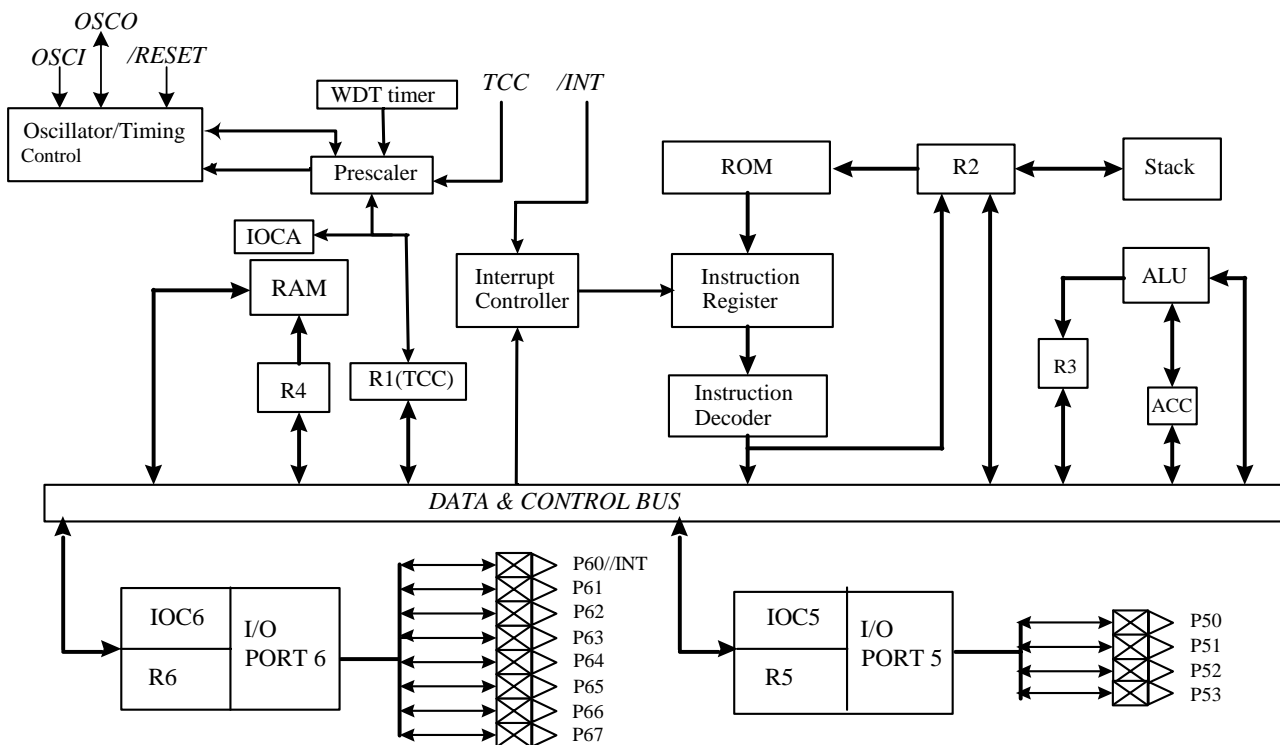 OSCO
OSCI
/RESET
WDT timer
TCC
/INT
Oscillator/Timing
Control
Prescaler
ROM
R2
Stack
IOCA
RAM
Interrupt
Controller
Instruction
Register
ALU
R4
R1(TCC)
Instruction
Decoder
R3
ACC
DATA & CONTROL BUS
IOC6
R6
I/O
PORT 6
P60//INT
P61
P62
P63
P64
P65
P66
P67
IOC5
R5
I/O
PORT 5
P50
P51
P52
P53